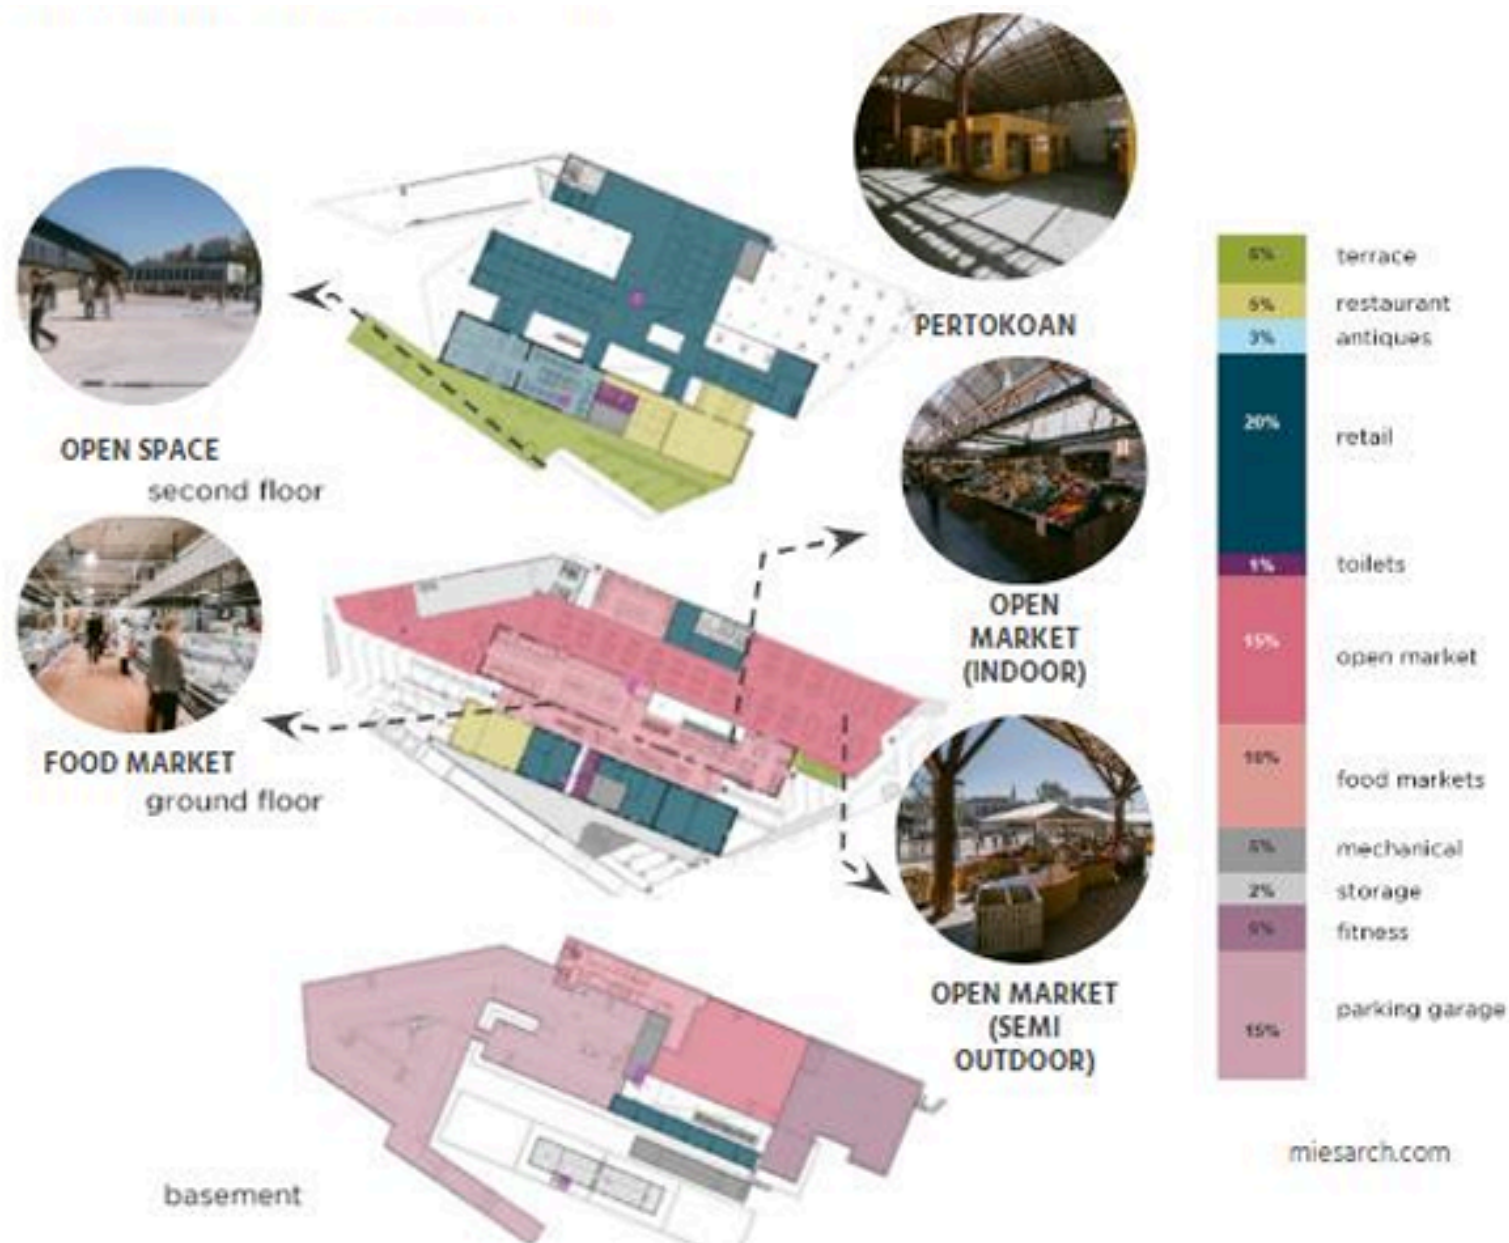 PERTOKOAN
OPEN SPACE
second floor
OPEN
MARKET
(INDOOR)
FOOD MARKET
ground floor
OPEN MARKET
(SEMI
OUTDOOR)
basement
terrace
5% restaurant
3% antiques
20% retail
1% toilets
15% open market
10% food markets
5% mechanical
2% storage
fitness
15% parking garage
miesarch.com